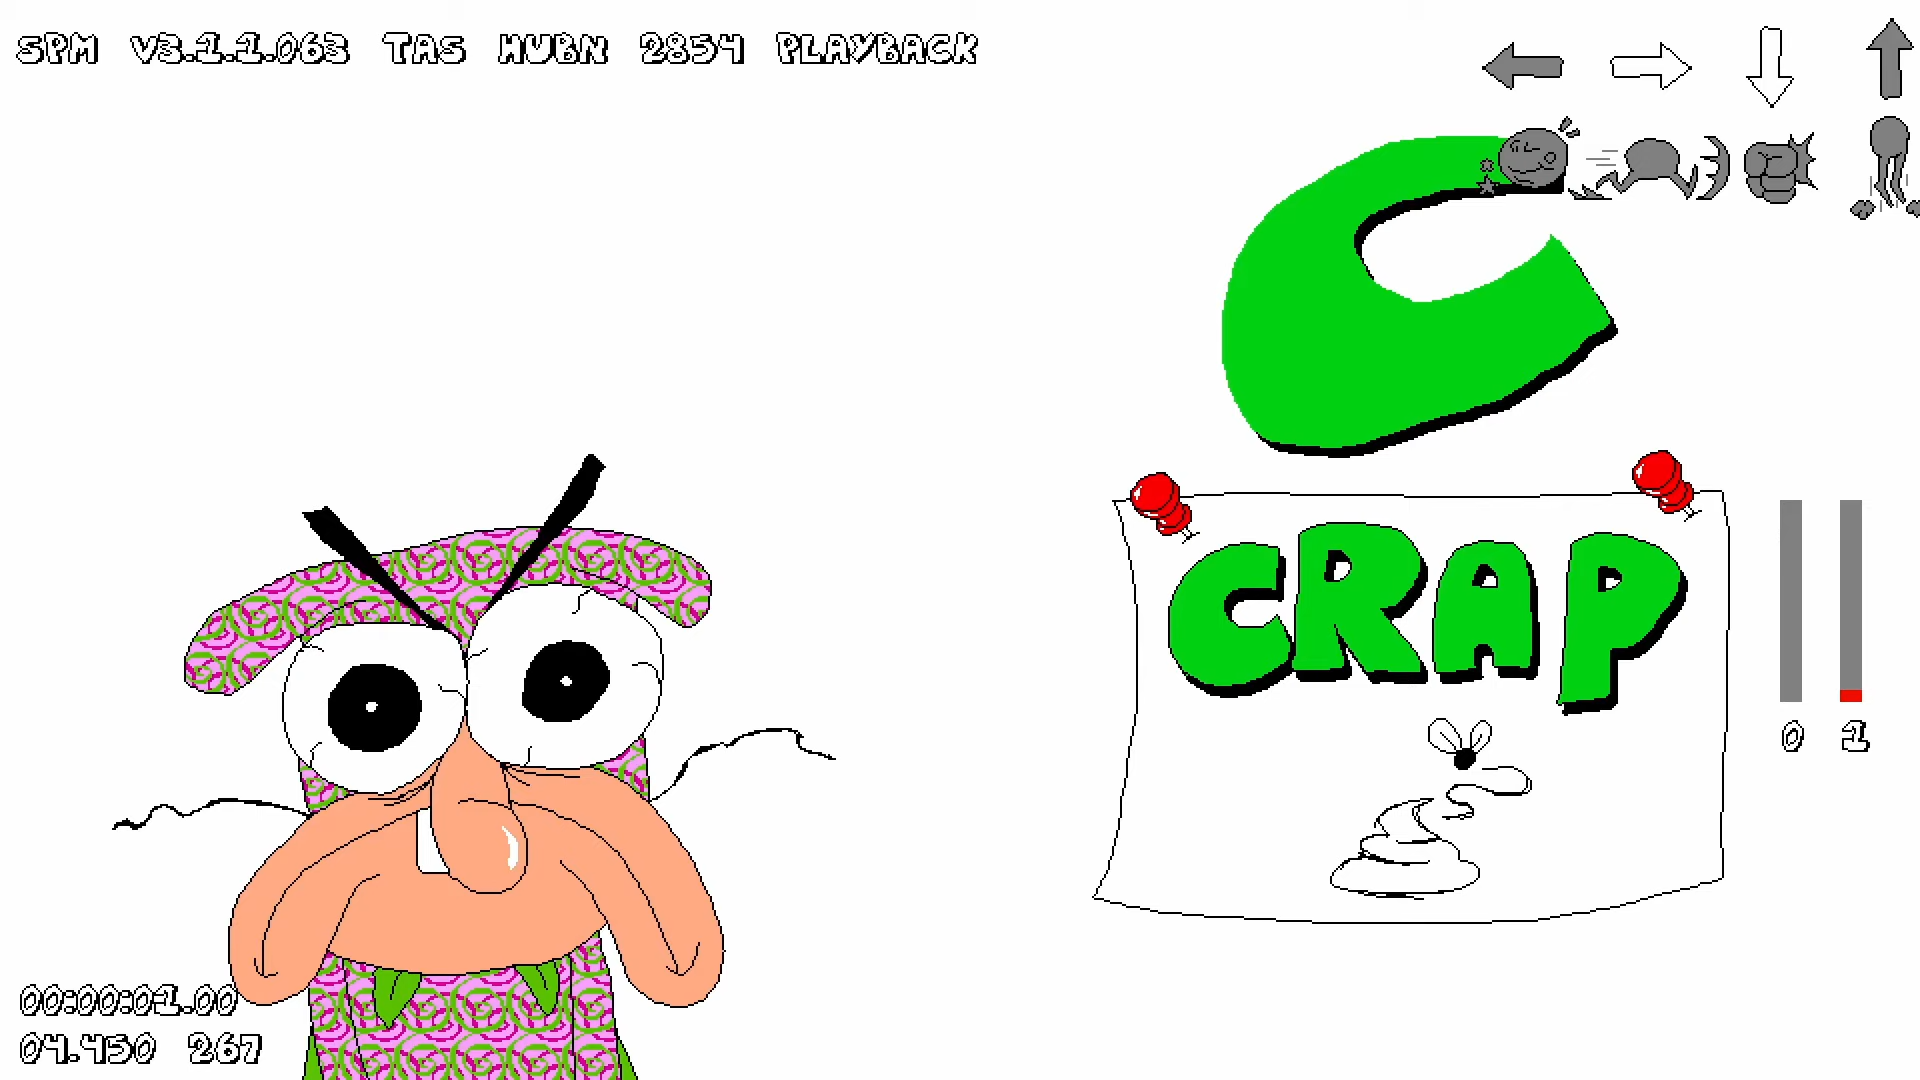 SPM V3.1.1.063 TAS HUBN 2854 PLAYBACK
C
CRAP
0 1
00:00:01.00
04.450 267